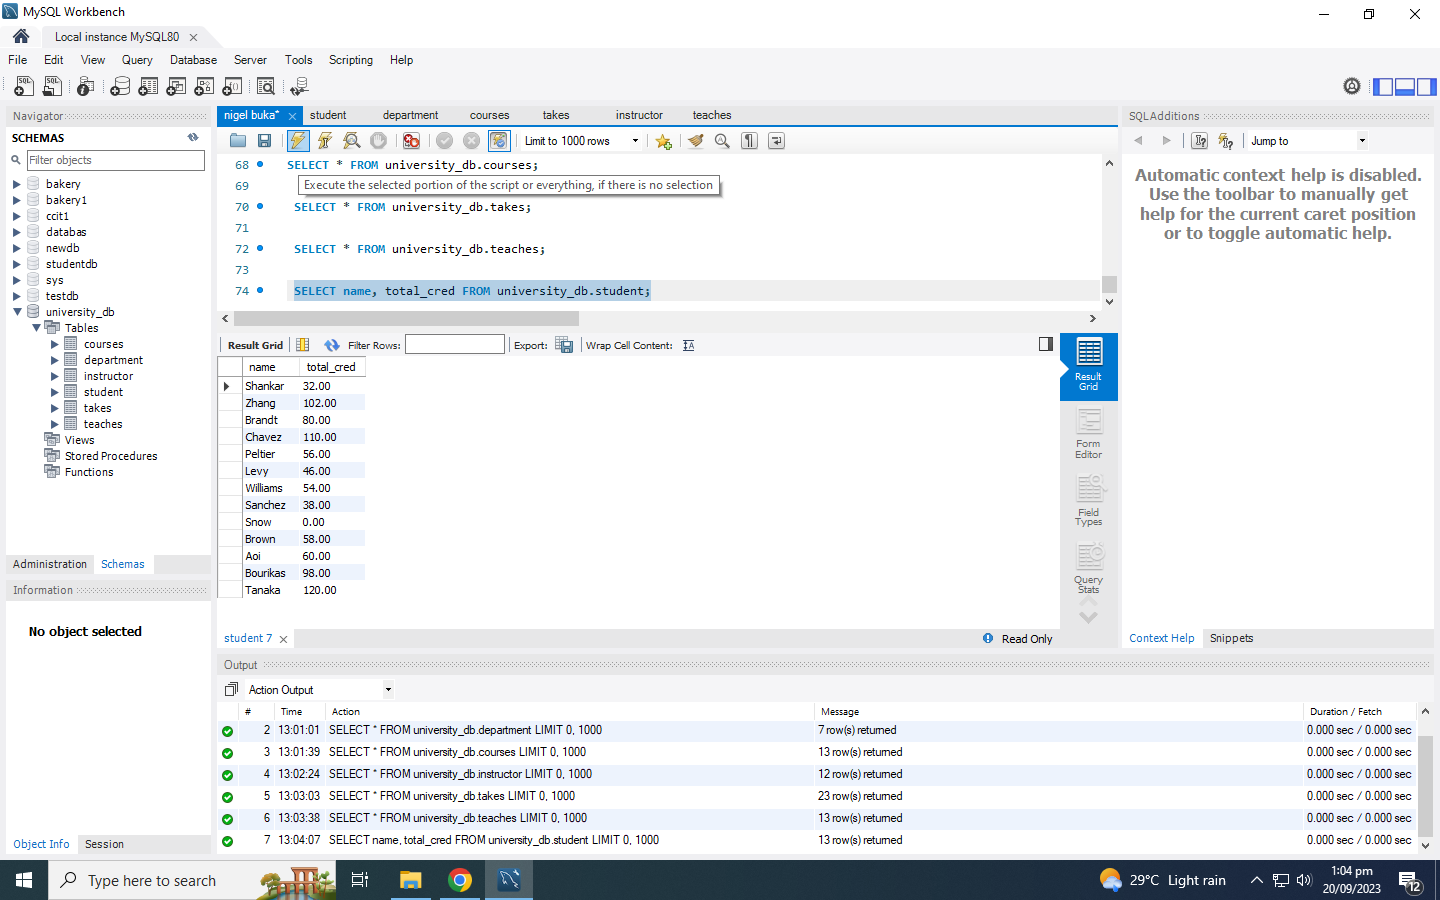 MySQL Workbench
Local instance MySQL80
File Edit View Query Database Server Tools Scripting Help
Navigator
SCHEMAS
Filter objects
bakery
bakery1
ccit1
databas
newdb
studentdb
sys
testdb
university_db
Tables
courses
department
instructor
student
takes
teaches
Views
Stored Procedures
Functions
Administration Schemas
Information
No object selected
Object Info Session
nigel buka* student department courses takes instructor teaches
Limit to 1000 rows
68 SELECT * FROM university_db.courses;
69
Execute the selected portion of the script or everything, if there is no selection
70 SELECT * FROM university_db.takes;
71
72 SELECT * FROM university_db.teaches;
73
74 SELECT name, total_cred FROM university_db.student;
Result Grid Filter Rows: Export: Wrap Cell Content:
name total_cred
Shankar 32.00
Zhang 102.00
Brandt 80.00
Chavez 110.00
Peltier 56.00
Levy 46.00
Williams 54.00
Sanchez 38.00
Snow 0.00
Brown 58.00
Aoi 60.00
Bourikas 98.00
Tanaka 120.00
Result
Grid
Form
Editor
Field
Types
Query
Stats
student 7 Read Only
SQLAdditions
Jump to
Automatic context help is disabled.
Use the toolbar to manually get
help for the current caret position
or to toggle automatic help.
Context Help Snippets
Output
Action Output
# Time Action Message Duration / Fetch
2 13:01:01 SELECT * FROM university_db.department LIMIT 0, 1000 7 row(s) returned 0.000 sec / 0.000 sec
3 13:01:39 SELECT * FROM university_db.courses LIMIT 0, 1000 13 row(s) returned 0.000 sec / 0.000 sec
4 13:02:24 SELECT * FROM university_db.instructor LIMIT 0, 1000 12 row(s) returned 0.000 sec / 0.000 sec
5 13:03:03 SELECT * FROM university_db.takes LIMIT 0, 1000 23 row(s) returned 0.000 sec / 0.000 sec
6 13:03:38 SELECT * FROM university_db.teaches LIMIT 0, 1000 13 row(s) returned 0.000 sec / 0.000 sec
7 13:04:07 SELECT name, total_cred FROM university_db.student LIMIT 0, 1000 13 row(s) returned 0.000 sec / 0.000 sec
Type here to search
29°C Light rain
1:04 pm
20/09/2023
12